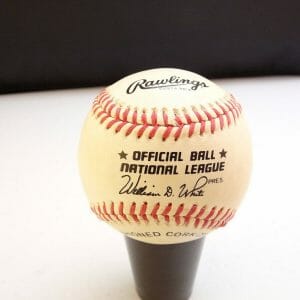 Rawlings
★ OFFICIAL BALL ★
NATIONAL LEAGUE
William D. White PRES